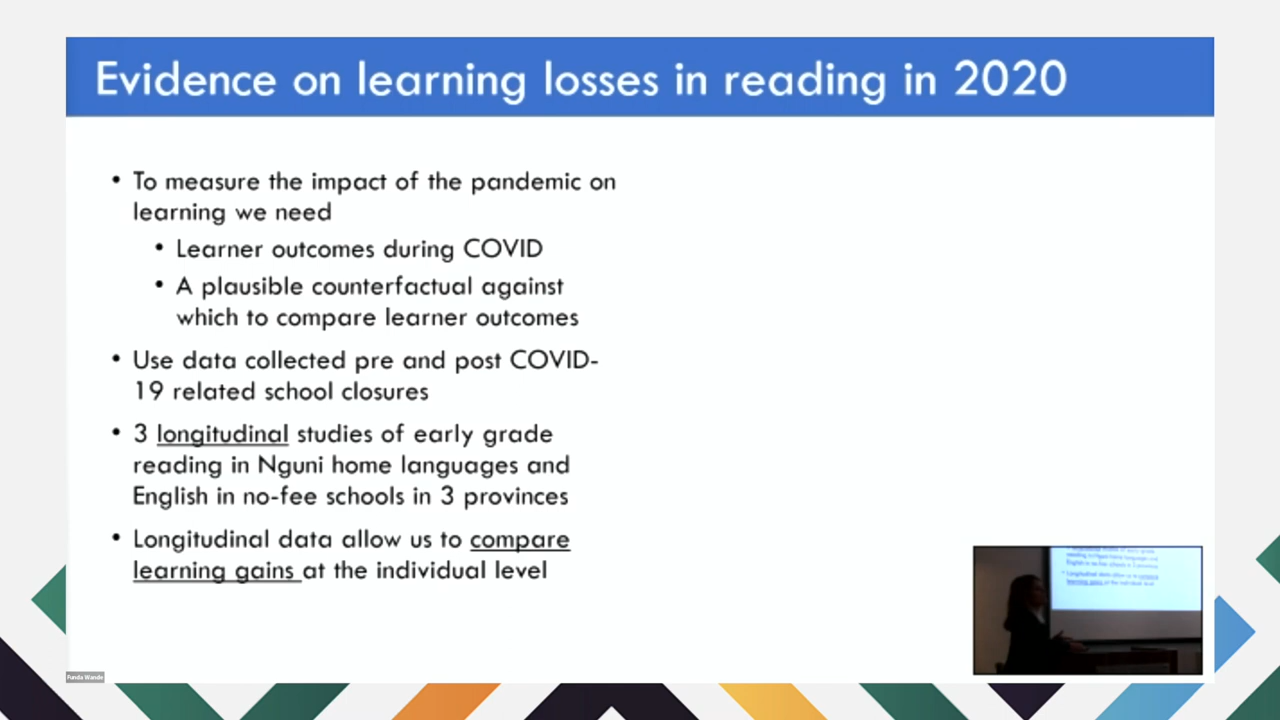 Evidence on learning losses in reading in 2020
• To measure the impact of the pandemic on
learning we need
• Learner outcomes during COVID
• A plausible counterfactual against
which to compare learner outcomes
• Use data collected pre and post COVID-
19 related school closures
• 3 longitudinal studies of early grade
reading in Nguni home languages and
English in no-fee schools in 3 provinces
• Longitudinal data allow us to compare
learning gains at the individual level
Funda Wande